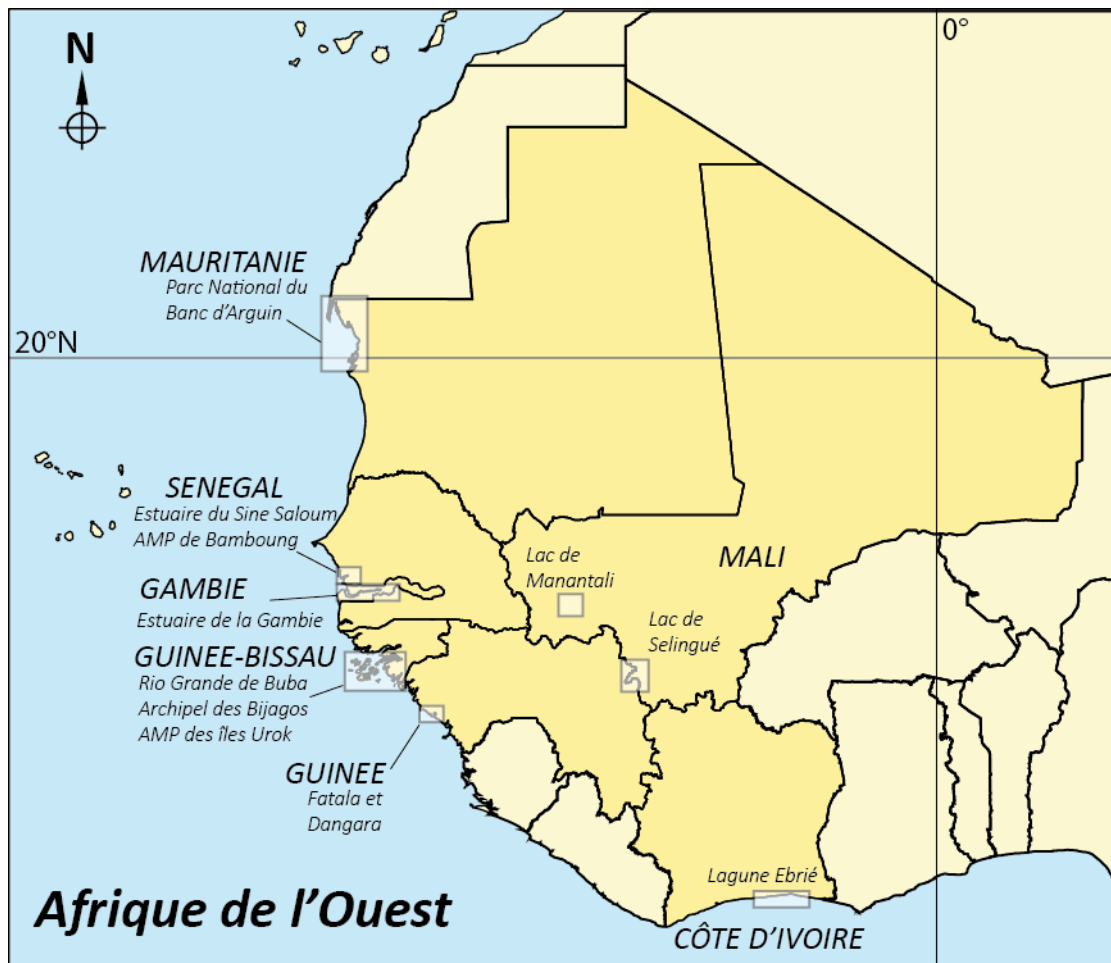 N
0°
MAURITANIE
Parc National du
Banc d'Arguin
20°N
SENEGAL
Estuaire du Sine Saloum
AMP de Bamboung
GAMBIE
Estuaire de la Gambie
GUINEE-BISSAU
Rio Grande de Buba
Archipel des Bijagos
AMP des îles Urok
GUINEE
Fatala et
Dangara
Lac de
Manantali
MALI
Lac de
Selingué
Lagune Ebrié
CÔTE D'IVOIRE
Afrique de l'Ouest